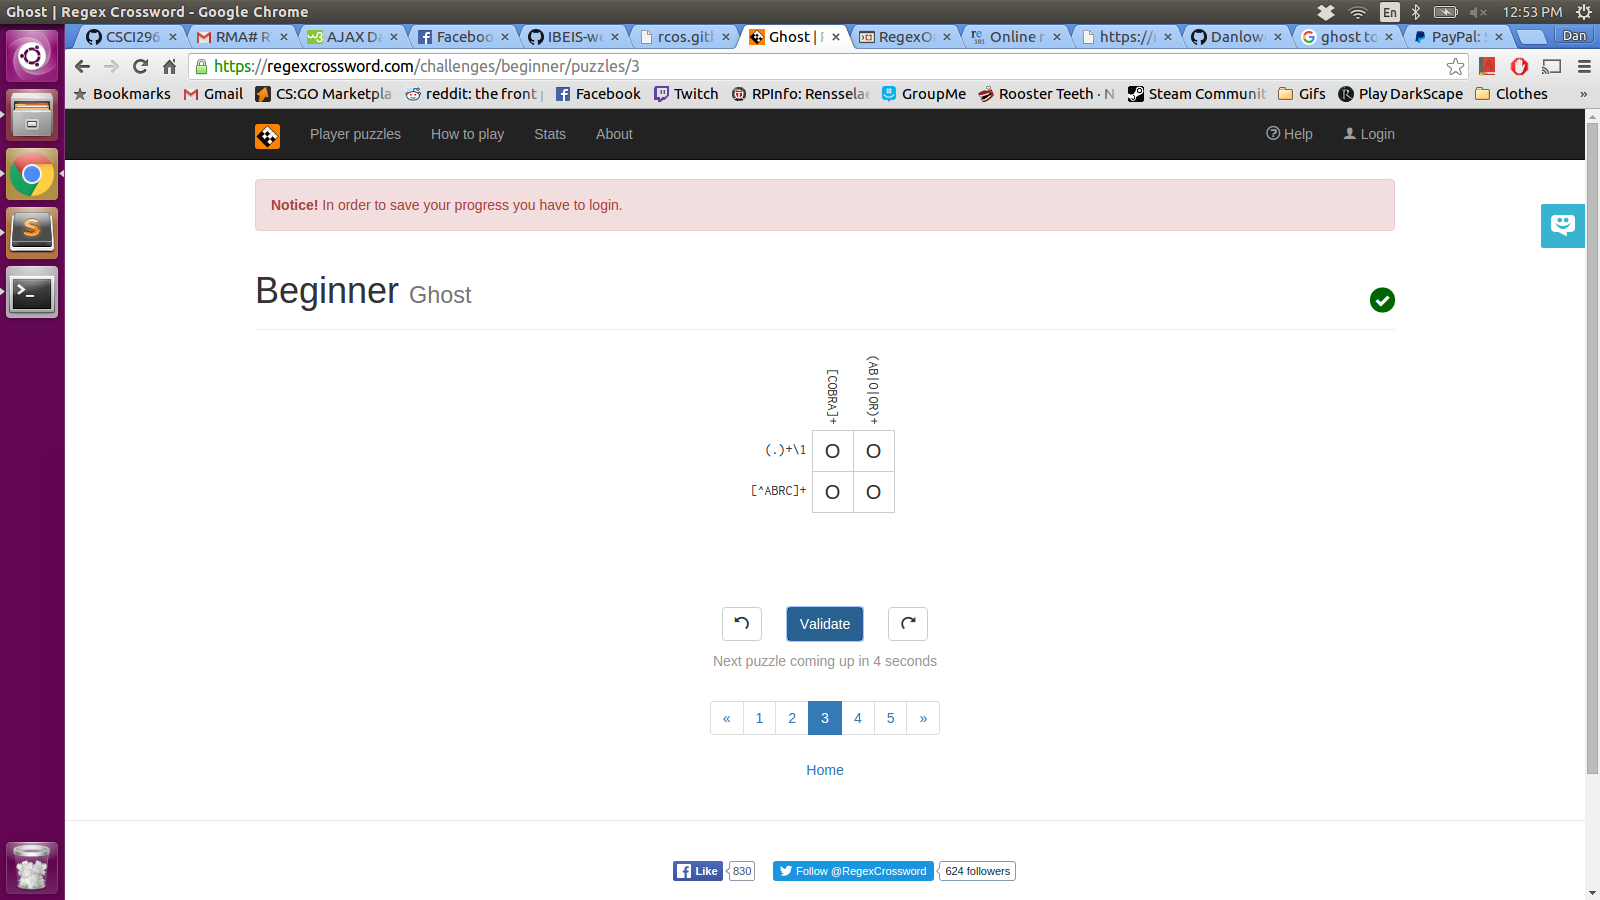 Ghost | Regex Crossword - Google Chrome
En
12:53 PM
CSCI296
RMA# R
AJAX Da
Faceboo
IBEIS-we
rcos.gith
Ghost |
RegexO
Online r
https://r
Danlowe
ghost to
PayPal:
Dan
https://regexcrossword.com/challenges/beginner/puzzles/3
Bookmarks
Gmail
CS:GO Marketpla
reddit: the front
Facebook
Twitch
RPInfo: Rensselae
GroupMe
Rooster Teeth · N
Steam Communit
Gifs
Play DarkScape
Clothes
»
Player puzzles
How to play
Stats
About
Help
Login
Notice! In order to save your progress you have to login.
Beginner Ghost
[COBRA]+
(AB|O|OR)+
(.)+\1
O O
[^ABRC]+
O O
Validate
Next puzzle coming up in 4 seconds
« 1 2 3 4 5 »
Home
Like
830
Follow @RegexCrossword
624 followers